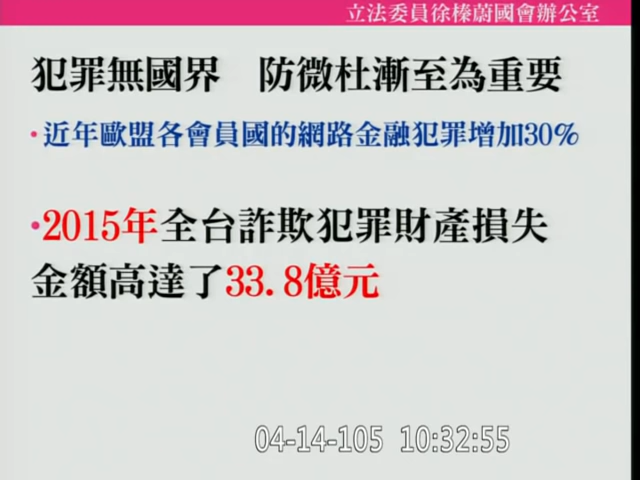 立法委員徐榛蔚國會辦公室
犯罪無國界 防微杜漸至為重要
•近年歐盟各會員國的網路金融犯罪增加30%
•2015年全台詐欺犯罪財產損失
金額高達了33.8億元
04-14-105 10:32:55